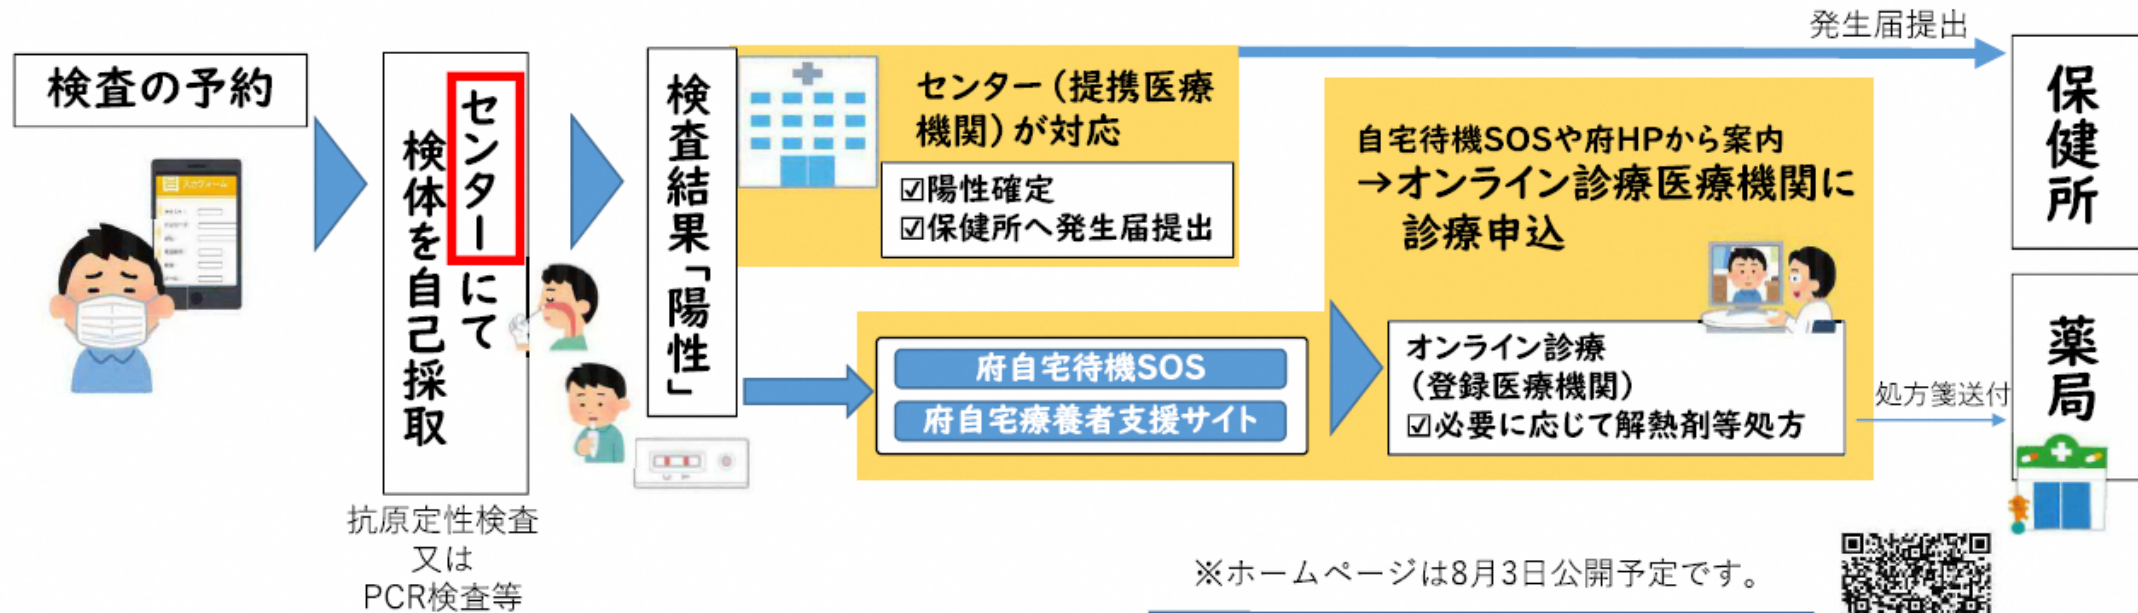 検査の予約
センターにて
検体を自己採取
抗原定性検査
又は
PCR検査等
検査結果「陽性」
センター（提携医療
機関）が対応
☑陽性確定
☑保健所へ発生届提出
発生届提出
保健所
府自宅待機SOS
府自宅療養者支援サイト
自宅待機SOSや府HPから案内
→オンライン診療医療機関に
診療申込
オンライン診療
（登録医療機関）
☑必要に応じて解熱剤等処方
処方箋送付
薬局
※ホームページは8月3日公開予定です。